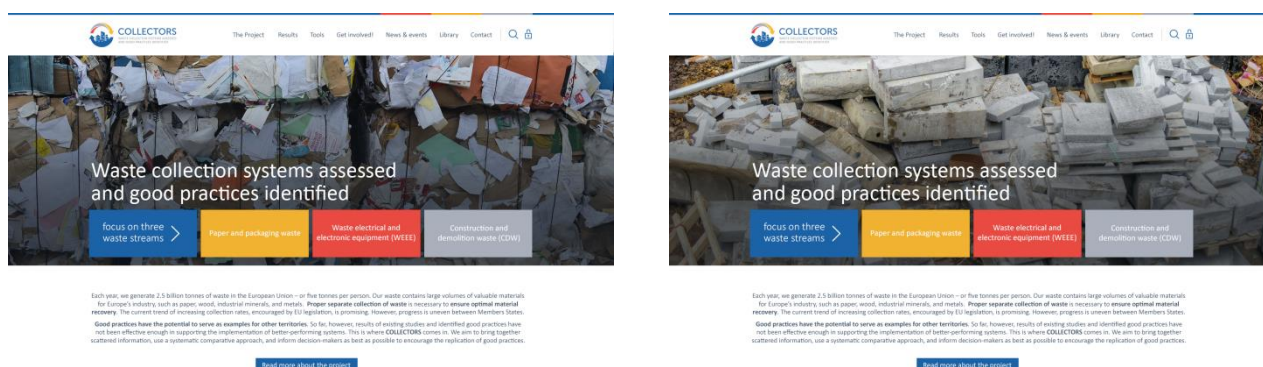 COLLECTORS
The Project Results Tools Get involved! News & events Library Contact
Waste collection systems assessed
and good practices identified
focus on three
waste streams
Paper and packaging waste
Waste electrical and
electronic equipment (WEEE)
Construction and
demolition waste (CDW)
Each year, we generate 2.5 billion tonnes of waste in the European Union – or five tonnes per person. Our waste contains large volumes of valuable materials
for Europe's industry, such as paper, wood, industrial minerals, and metals. Proper separate collection of waste is necessary to ensure optimal material
recovery. The current trend of increasing collection rates, encouraged by EU legislation, is promising. However, progress is uneven between Members States.
Good practices have the potential to serve as examples for other territories. So far, however, results of existing studies and identified good practices have
not been effective enough in supporting the implementation of better-performing systems. This is where COLLECTORS comes in. We aim to bring together
scattered information, use a systematic comparative approach, and inform decision-makers as best as possible to encourage the replication of good practices.
Read more about the project
COLLECTORS
The Project Results Tools Get involved! News & events Library Contact
Waste collection systems assessed
and good practices identified
focus on three
waste streams
Paper and packaging waste
Waste electrical and
electronic equipment (WEEE)
Construction and
demolition waste (CDW)
Each year, we generate 2.5 billion tonnes of waste in the European Union – or five tonnes per person. Our waste contains large volumes of valuable materials
for Europe's industry, such as paper, wood, industrial minerals, and metals. Proper separate collection of waste is necessary to ensure optimal material
recovery. The current trend of increasing collection rates, encouraged by EU legislation, is promising. However, progress is uneven between Members States.
Good practices have the potential to serve as examples for other territories. So far, however, results of existing studies and identified good practices have
not been effective enough in supporting the implementation of better-performing systems. This is where COLLECTORS comes in. We aim to bring together
scattered information, use a systematic comparative approach, and inform decision-makers as best as possible to encourage the replication of good practices.
Read more about the project